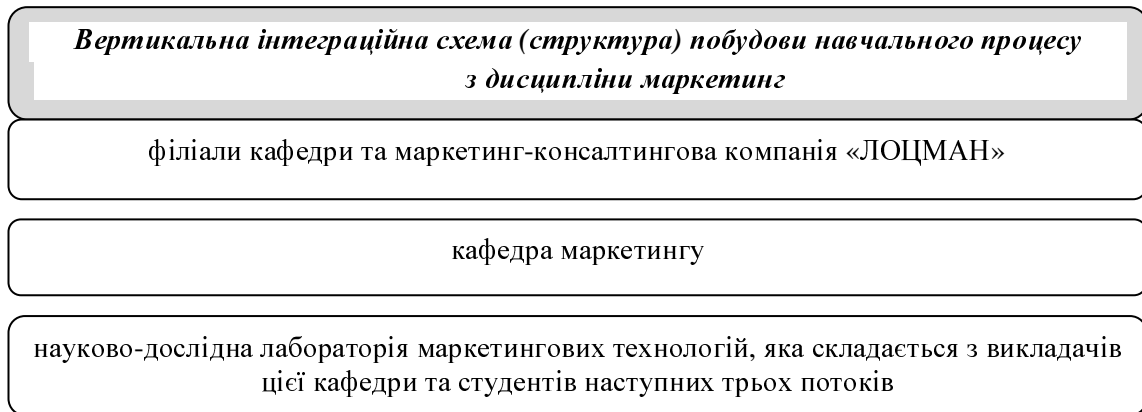 Вертикальна інтеграційна схема (структура) побудови навчального процесу
з дисципліни маркетинг
філіали кафедри та маркетинг-консалтингова компанія «ЛОЦМАН»
кафедра маркетингу
науково-дослідна лабораторія маркетингових технологій, яка складається з викладачів
цієї кафедри та студентів наступних трьох потоків